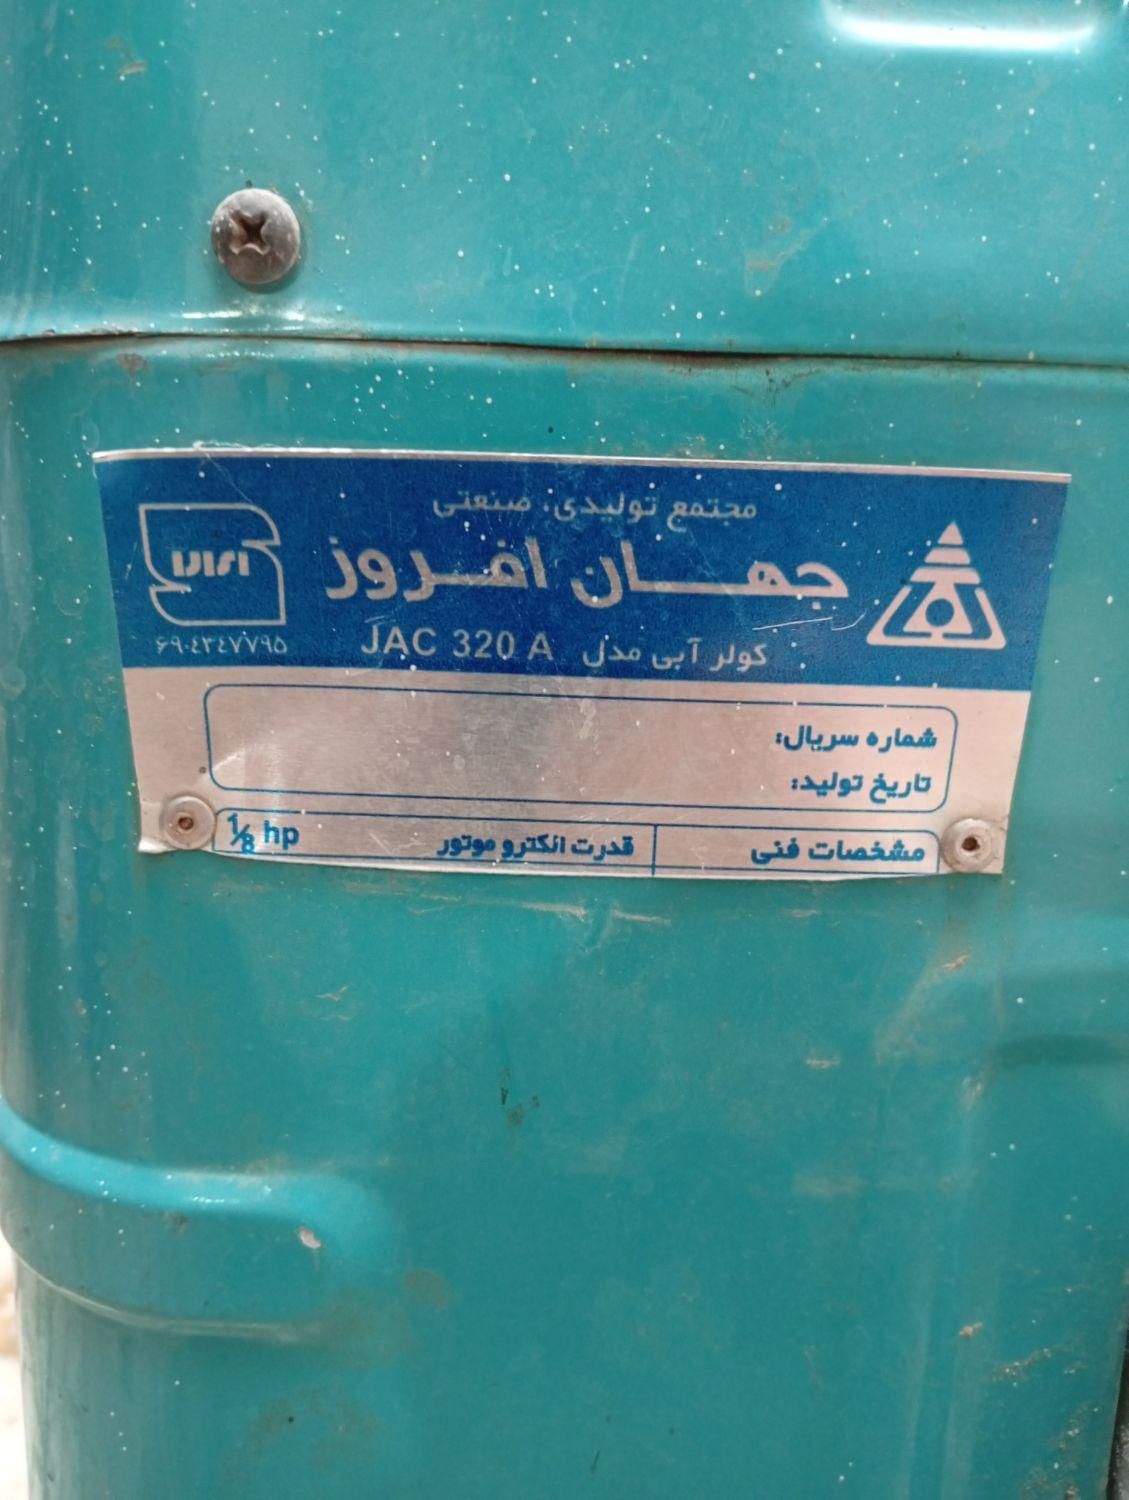 مجتمع تولیدی، صنعتی
جهان افروز
کولر آبی مدل JAC 320 A
۶۹۰۴۳۴۷۷۹۵
شماره سریال:
تاریخ تولید:
مشخصات فنی قدرت الکترو موتور 1/8 hp